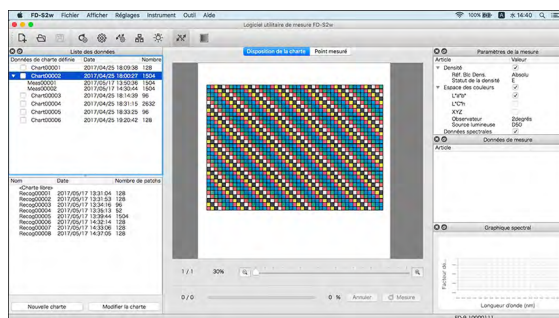 FD-S2w Fichier Afficher Réglages Instrument Outil Aide 100% 水 14:40
Logiciel utilitaire de mesure FD-S2w
Liste des données
Données de charte définie Date Nombre
Chart00001 2017/04/25 18:09:38 128
Chart00002 2017/04/25 18:00:27 1504
Meas00001 2017/05/17 13:50:36 1504
Meas00002 2017/05/17 14:30:44 1504
Chart00003 2017/04/25 18:14:39 96
Chart00004 2017/04/25 18:31:15 2632
Chart00005 2017/04/25 18:33:25 96
Chart00006 2017/04/25 19:20:42 128
Nom Date Nombre de patchs
<Charte libre>
Recog00001 2017/05/17 13:31:04 128
Recog00002 2017/05/17 13:31:53 128
Recog00003 2017/05/17 13:34:16 96
Recog00004 2017/05/17 13:35:13 52
Recog00005 2017/05/17 13:39:44 1504
Recog00006 2017/05/17 14:32:14 128
Recog00007 2017/05/17 14:33:06 128
Recog00008 2017/05/17 14:37:05 128
Nouvelle charte Modifier la charte
Disposition de la charte Point mesuré
1 / 1 30%
0 / 0 0 % Annuler Mesure
Paramètres de la mesure
Article Valeur
Densité
Réf. Blc Dens. Absolu
Statut de la densité E
Espace des couleurs
L*a*b*
L*C*h
XYZ
Observateur 2degrés
Source lumineuse D50
Données spectrales
Données de mesure
Article
Graphique spectral
Facteur de...
Longueur d'onde (nm)